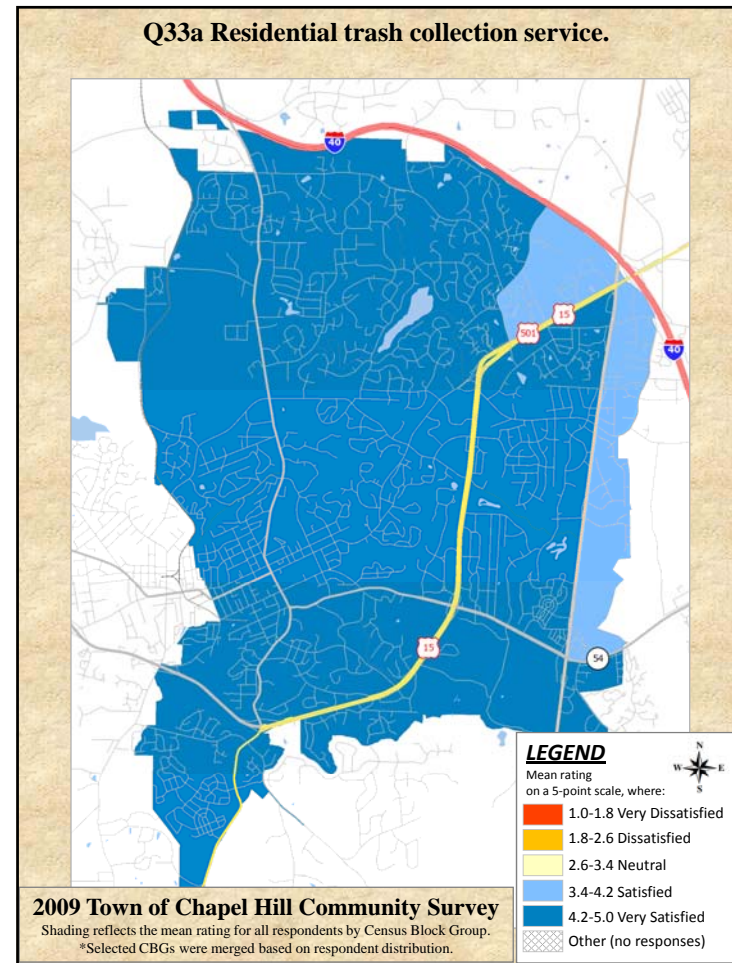 Q33a Residential trash collection service.
40
15
501
40
15
54
LEGEND
N
W E
S
Mean rating
on a 5-point scale, where:
1.0-1.8 Very Dissatisfied
1.8-2.6 Dissatisfied
2.6-3.4 Neutral
3.4-4.2 Satisfied
4.2-5.0 Very Satisfied
Other (no responses)
2009 Town of Chapel Hill Community Survey
Shading reflects the mean rating for all respondents by Census Block Group.
*Selected CBGs were merged based on respondent distribution.